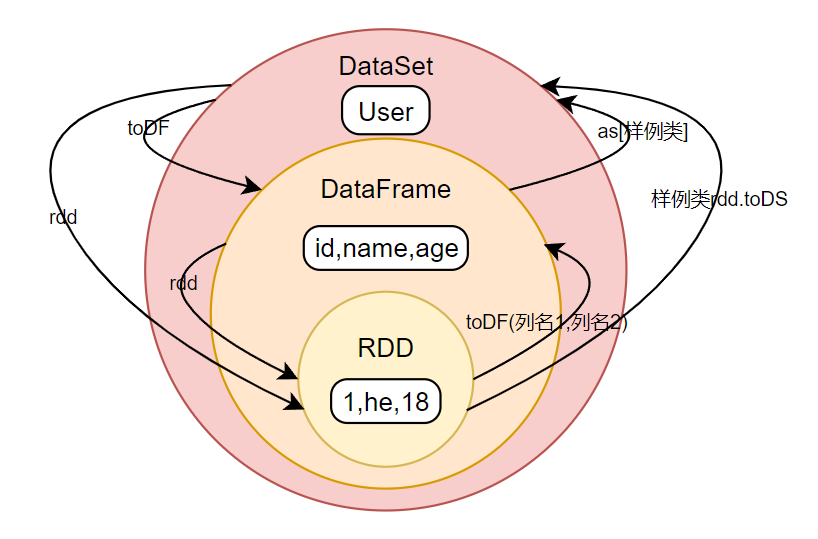 DataSet
User
toDF
as[样例类]
DataFrame
样例类rdd.toDS
rdd
id,name,age
rdd
toDF(列名1,列名2)
RDD
1,he,18